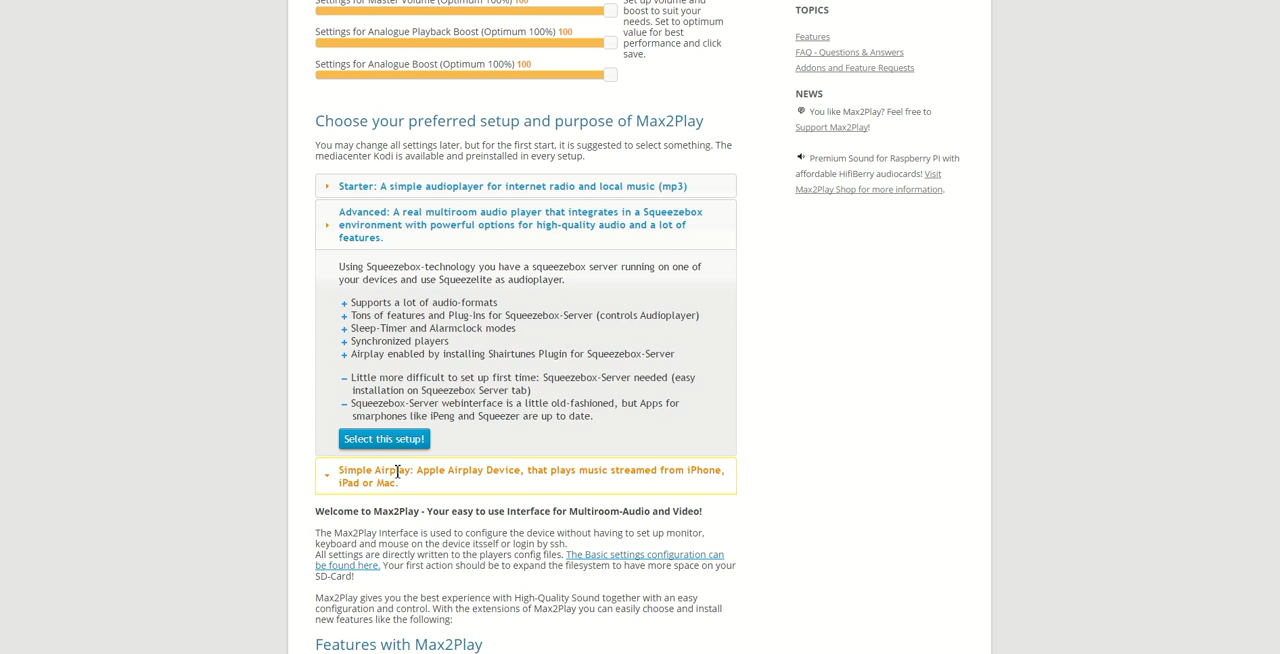 Settings for Master Volume (Optimum 100%) 100
Settings for Analogue Playback Boost (Optimum 100%) 100
Settings for Analogue Boost (Optimum 100%) 100
Set up volume and
boost to suit your
needs. Set to optimum
value for best
performance and click
save.
Choose your preferred setup and purpose of Max2Play
You may change all settings later, but for the first start, it is suggested to select something. The
mediacenter Kodi is available and preinstalled in every setup.
Starter: A simple audioplayer for internet radio and local music (mp3)
Advanced: A real multiroom audio player that integrates in a Squeezebox
environment with powerful options for high-quality audio and a lot of
features.
Using Squeezebox-technology you have a squeezebox server running on one of
your devices and use Squeezelite as audioplayer.
+ Supports a lot of audio-formats
+ Tons of features and Plug-Ins for Squeezebox-Server (controls Audioplayer)
+ Sleep-Timer and Alarmclock modes
+ Synchronized players
+ Airplay enabled by installing Shairtunes Plugin for Squeezebox-Server
– Little more difficult to set up first time: Squeezebox-Server needed (easy
installation on Squeezebox Server tab)
– Squeezebox-Server webinterface is a little old-fashioned, but Apps for
smarphones like iPeng and Squeezer are up to date.
Select this setup!
Simple Airplay: Apple Airplay Device, that plays music streamed from iPhone,
iPad or Mac.
Welcome to Max2Play - Your easy to use Interface for Multiroom-Audio and Video!
The Max2Play Interface is used to configure the device without having to set up monitor,
keyboard and mouse on the device itsself or login by ssh.
All settings are directly written to the players config files. The Basic settings configuration can
be found here. Your first action should be to expand the filesystem to have more space on your
SD-Card!
Max2Play gives you the best experience with High-Quality Sound together with an easy
configuration and control. With the extensions of Max2Play you can easily choose and install
new features like the following:
Features with Max2Play
TOPICS
Features
FAQ - Questions & Answers
Addons and Feature Requests
NEWS
You like Max2Play? Feel free to
Support Max2Play!
Premium Sound for Raspberry PI with
affordable HifiBerry audiocards! Visit
Max2Play Shop for more information.